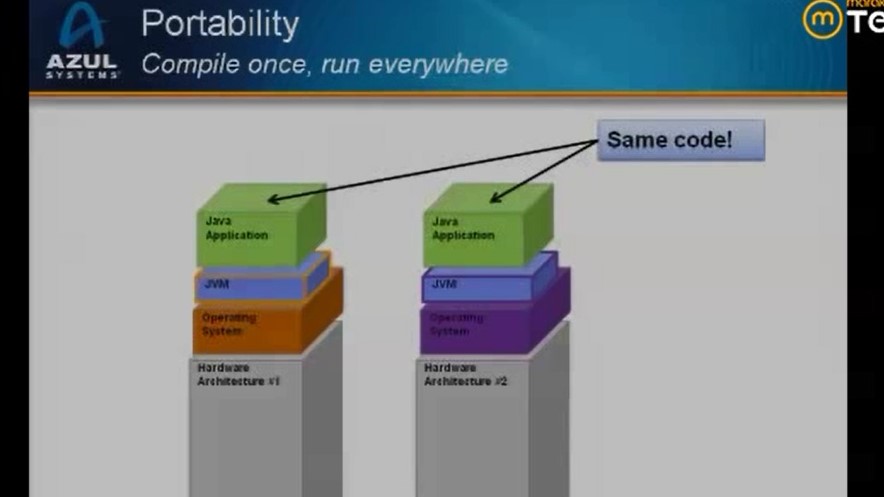 Portability
Compile once, run everywhere
AZUL
SYSTEMS
Same code!
Java
Application
JVM
Operating
System
Hardware
Architecture #1
Java
Application
JVM
Operating
System
Hardware
Architecture #2